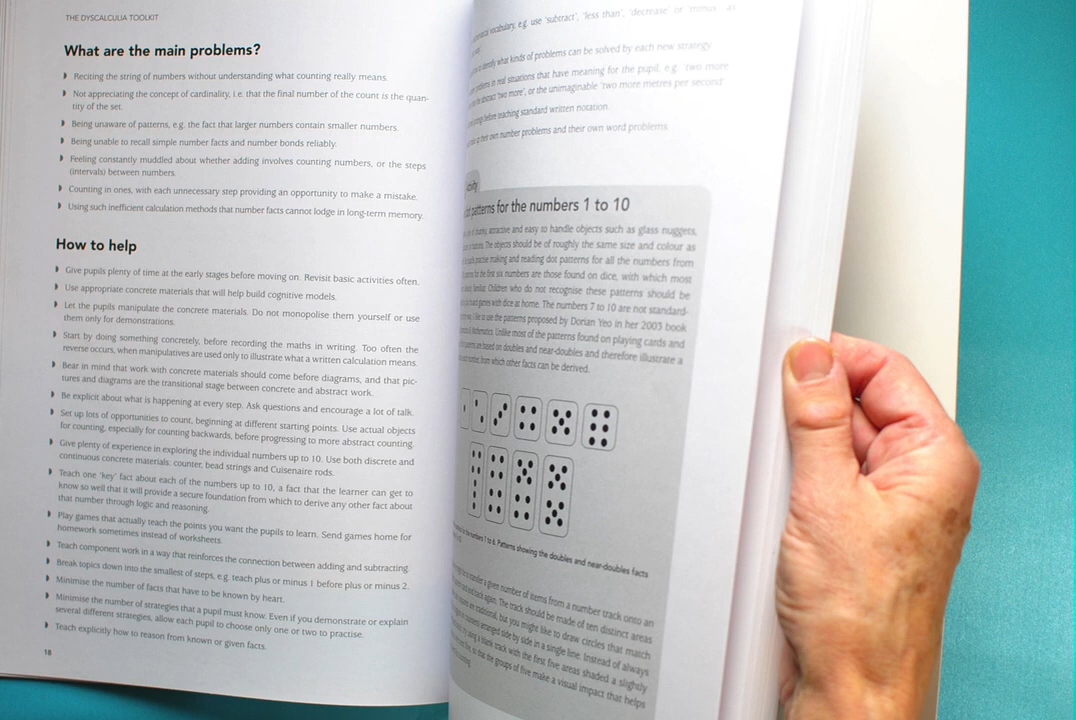 THE DYSCALCULIA TOOLKIT
What are the main problems?
Reciting the string of numbers without understanding what counting really means.
Not appreciating the concept of cardinality, i.e. that the final number of the count is the quan-
tity of the set.
Being unaware of patterns, e.g. the fact that larger numbers contain smaller numbers.
Being unable to recall simple number facts and number bonds reliably.
Feeling constantly muddled about whether adding involves counting numbers, or the steps
(intervals) between numbers.
Counting in ones, with each unnecessary step providing an opportunity to make a mistake.
Using such inefficient calculation methods that number facts cannot lodge in long-term memory.
How to help
Give pupils plenty of time at the early stages before moving on. Revisit basic activities often.
Use appropriate concrete materials that will help build cognitive models.
Let the pupils manipulate the concrete materials. Do not monopolise them yourself or use
them only for demonstrations.
Start by doing something concretely, before recording the maths in writing. Too often the
reverse occurs, when manipulatives are used only to illustrate what a written calculation means.
Bear in mind that work with concrete materials should come before diagrams, and that pic-
tures and diagrams are the transitional stage between concrete and abstract work.
Be explicit about what is happening at every step. Ask questions and encourage a lot of talk.
Set up lots of opportunities to count, beginning at different starting points. Use actual objects
for counting, especially for counting backwards, before progressing to more abstract counting.
Give plenty of experience in exploring the individual numbers up to 10. Use both discrete and
continuous concrete materials: counter, bead strings and Cuisenaire rods.
Teach one 'key' fact about each of the numbers up to 10, a fact that the learner can get to
know so well that it will provide a secure foundation from which to derive any other fact about
that number through logic and reasoning.
Play games that actually teach the points you want the pupils to learn. Send games home for
homework sometimes instead of worksheets.
Teach component work in a way that reinforces the connection between adding and subtracting.
Break topics down into the smallest of steps, e.g. teach plus or minus 1 before plus or minus 2.
Minimise the number of facts that have to be known by heart.
Minimise the number of strategies that a pupil must know. Even if you demonstrate or explain
several different strategies, allow each pupil to choose only one or two to practise.
Teach explicitly how to reason from known or given facts.
18
vocabulary, e.g. use 'subtract', 'less than', 'decrease' or 'minus' as
to identify what kinds of problems can be solved by each new strategy
problems in real situations that have meaning for the pupil, e.g. 'two more
the abstract 'two more', or the unimaginable 'two more metres per second'
before teaching standard written notation.
their own number problems and their own word problems.
patterns for the numbers 1 to 10
of chunky, attractive and easy to handle objects such as glass nuggets,
The objects should be of roughly the same size and colour as
practise making and reading dot patterns for all the numbers from
for the first six numbers are those found on dice, with which most
familiar. Children who do not recognise these patterns should be
games with dice at home. The numbers 7 to 10 are not standard-
I like to use the patterns proposed by Dorian Yeo in her 2003 book
Mathematics. Unlike most of the patterns found on playing cards and
are based on doubles and near-doubles and therefore illustrate a
from which other facts can be derived.
the numbers 1 to 6. Patterns showing the doubles and near-doubles facts
transfer a given number of items from a number track onto an
track again. The track should be made of ten distinct areas
are traditional, but you might like to draw circles that match
arranged side by side in a single line. Instead of always
using a blank track with the first five areas shaded a slightly
so that the groups of five make a visual impact that helps